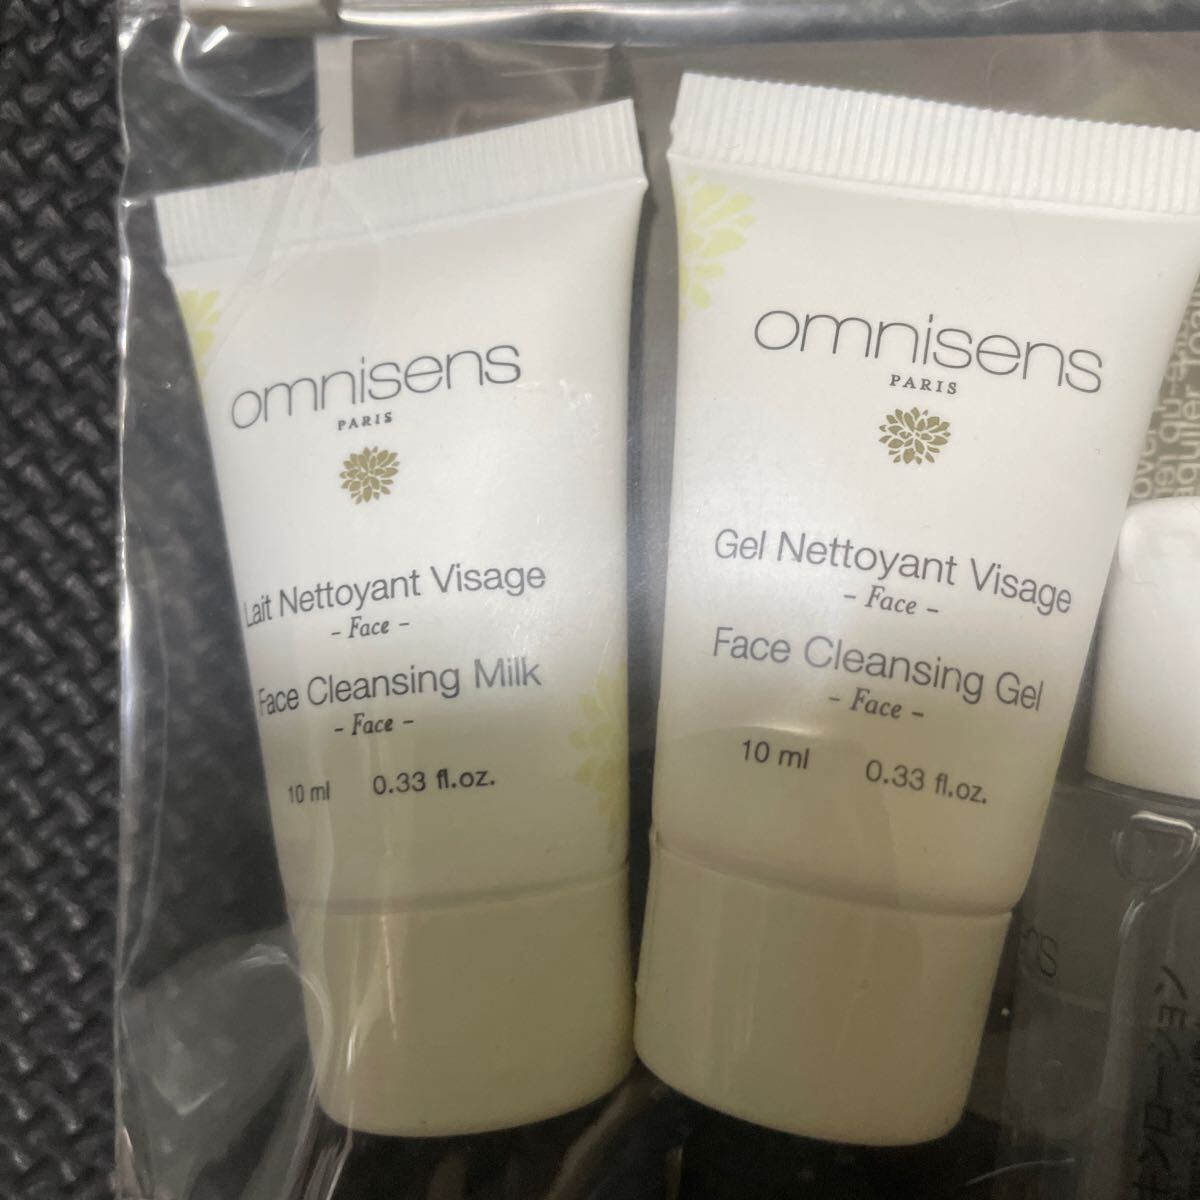 omnisens
PARIS
Lait Nettoyant Visage
- Face -
Face Cleansing Milk
- Face -
10 ml 0.33 fl.oz.
omnisens
PARIS
Gel Nettoyant Visage
- Face -
Face Cleansing Gel
- Face -
10 ml 0.33 fl.oz.